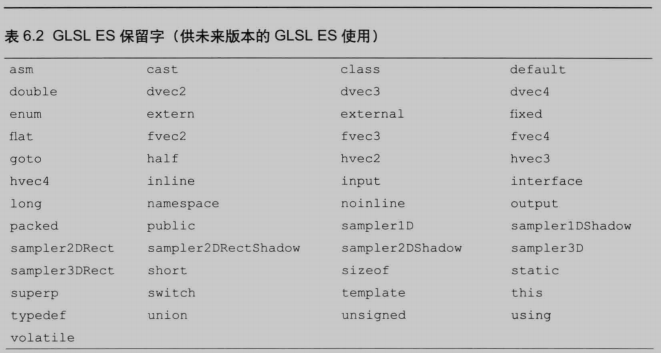 表 6.2 GLSL ES 保留字（供未来版本的 GLSL ES 使用）
asm cast class default
double dvec2 dvec3 dvec4
enum extern external fixed
flat fvec2 fvec3 fvec4
goto half hvec2 hvec3
hvec4 inline input interface
long namespace noinline output
packed public sampler1D sampler1DShadow
sampler2DRect sampler2DRectShadow sampler2DShadow sampler3D
sampler3DRect short sizeof static
superp switch template this
typedef union unsigned using
volatile